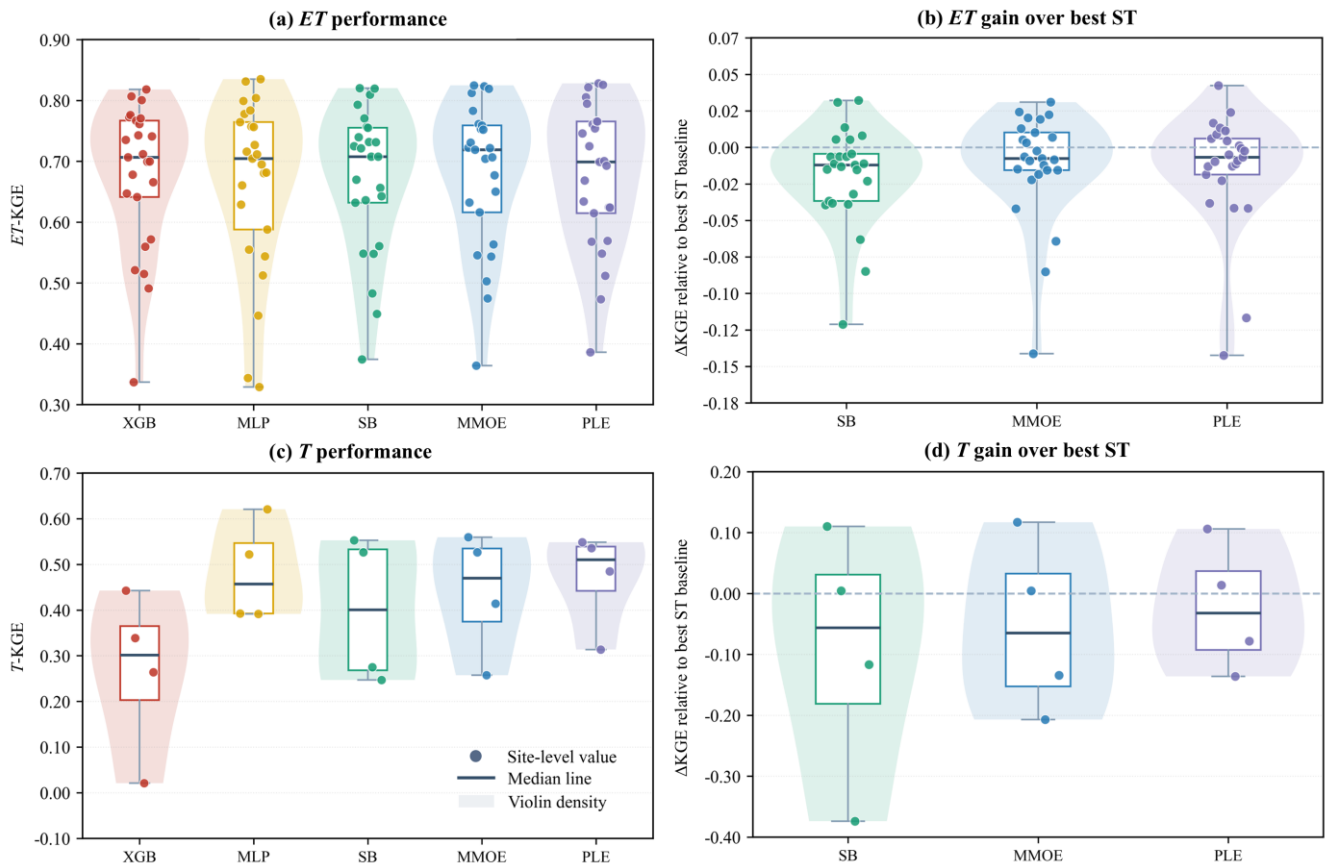 (a) ET performance
ET-KGE
0.90
0.80
0.70
0.60
0.50
0.40
0.30
XGB MLP SB MMOE PLE
(b) ET gain over best ST
ΔKGE relative to best ST baseline
0.07
0.05
0.02
0.00
-0.02
-0.05
-0.07
-0.10
-0.12
-0.15
-0.18
SB MMOE PLE
(c) T performance
T-KGE
0.70
0.60
0.50
0.40
0.30
0.20
0.10
0.00
-0.10
Site-level value
Median line
Violin density
XGB MLP SB MMOE PLE
(d) T gain over best ST
ΔKGE relative to best ST baseline
0.20
0.10
0.00
-0.10
-0.20
-0.30
-0.40
SB MMOE PLE